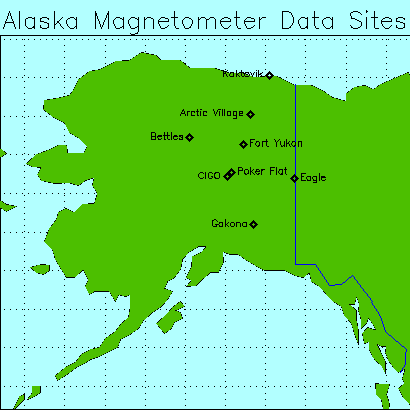 Alaska Magnetometer Data Sites
Kaktovik
Arctic Village
Bettles
Fort Yukon
Poker Flat
CIGO
Eagle
Gakona